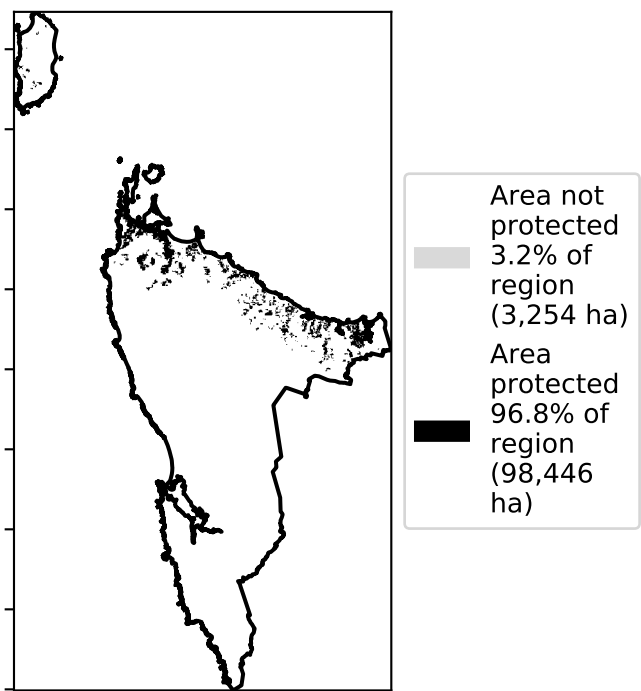 Area not
protected
3.2% of
region
(3,254 ha)
Area
protected
96.8% of
region
(98,446
ha)